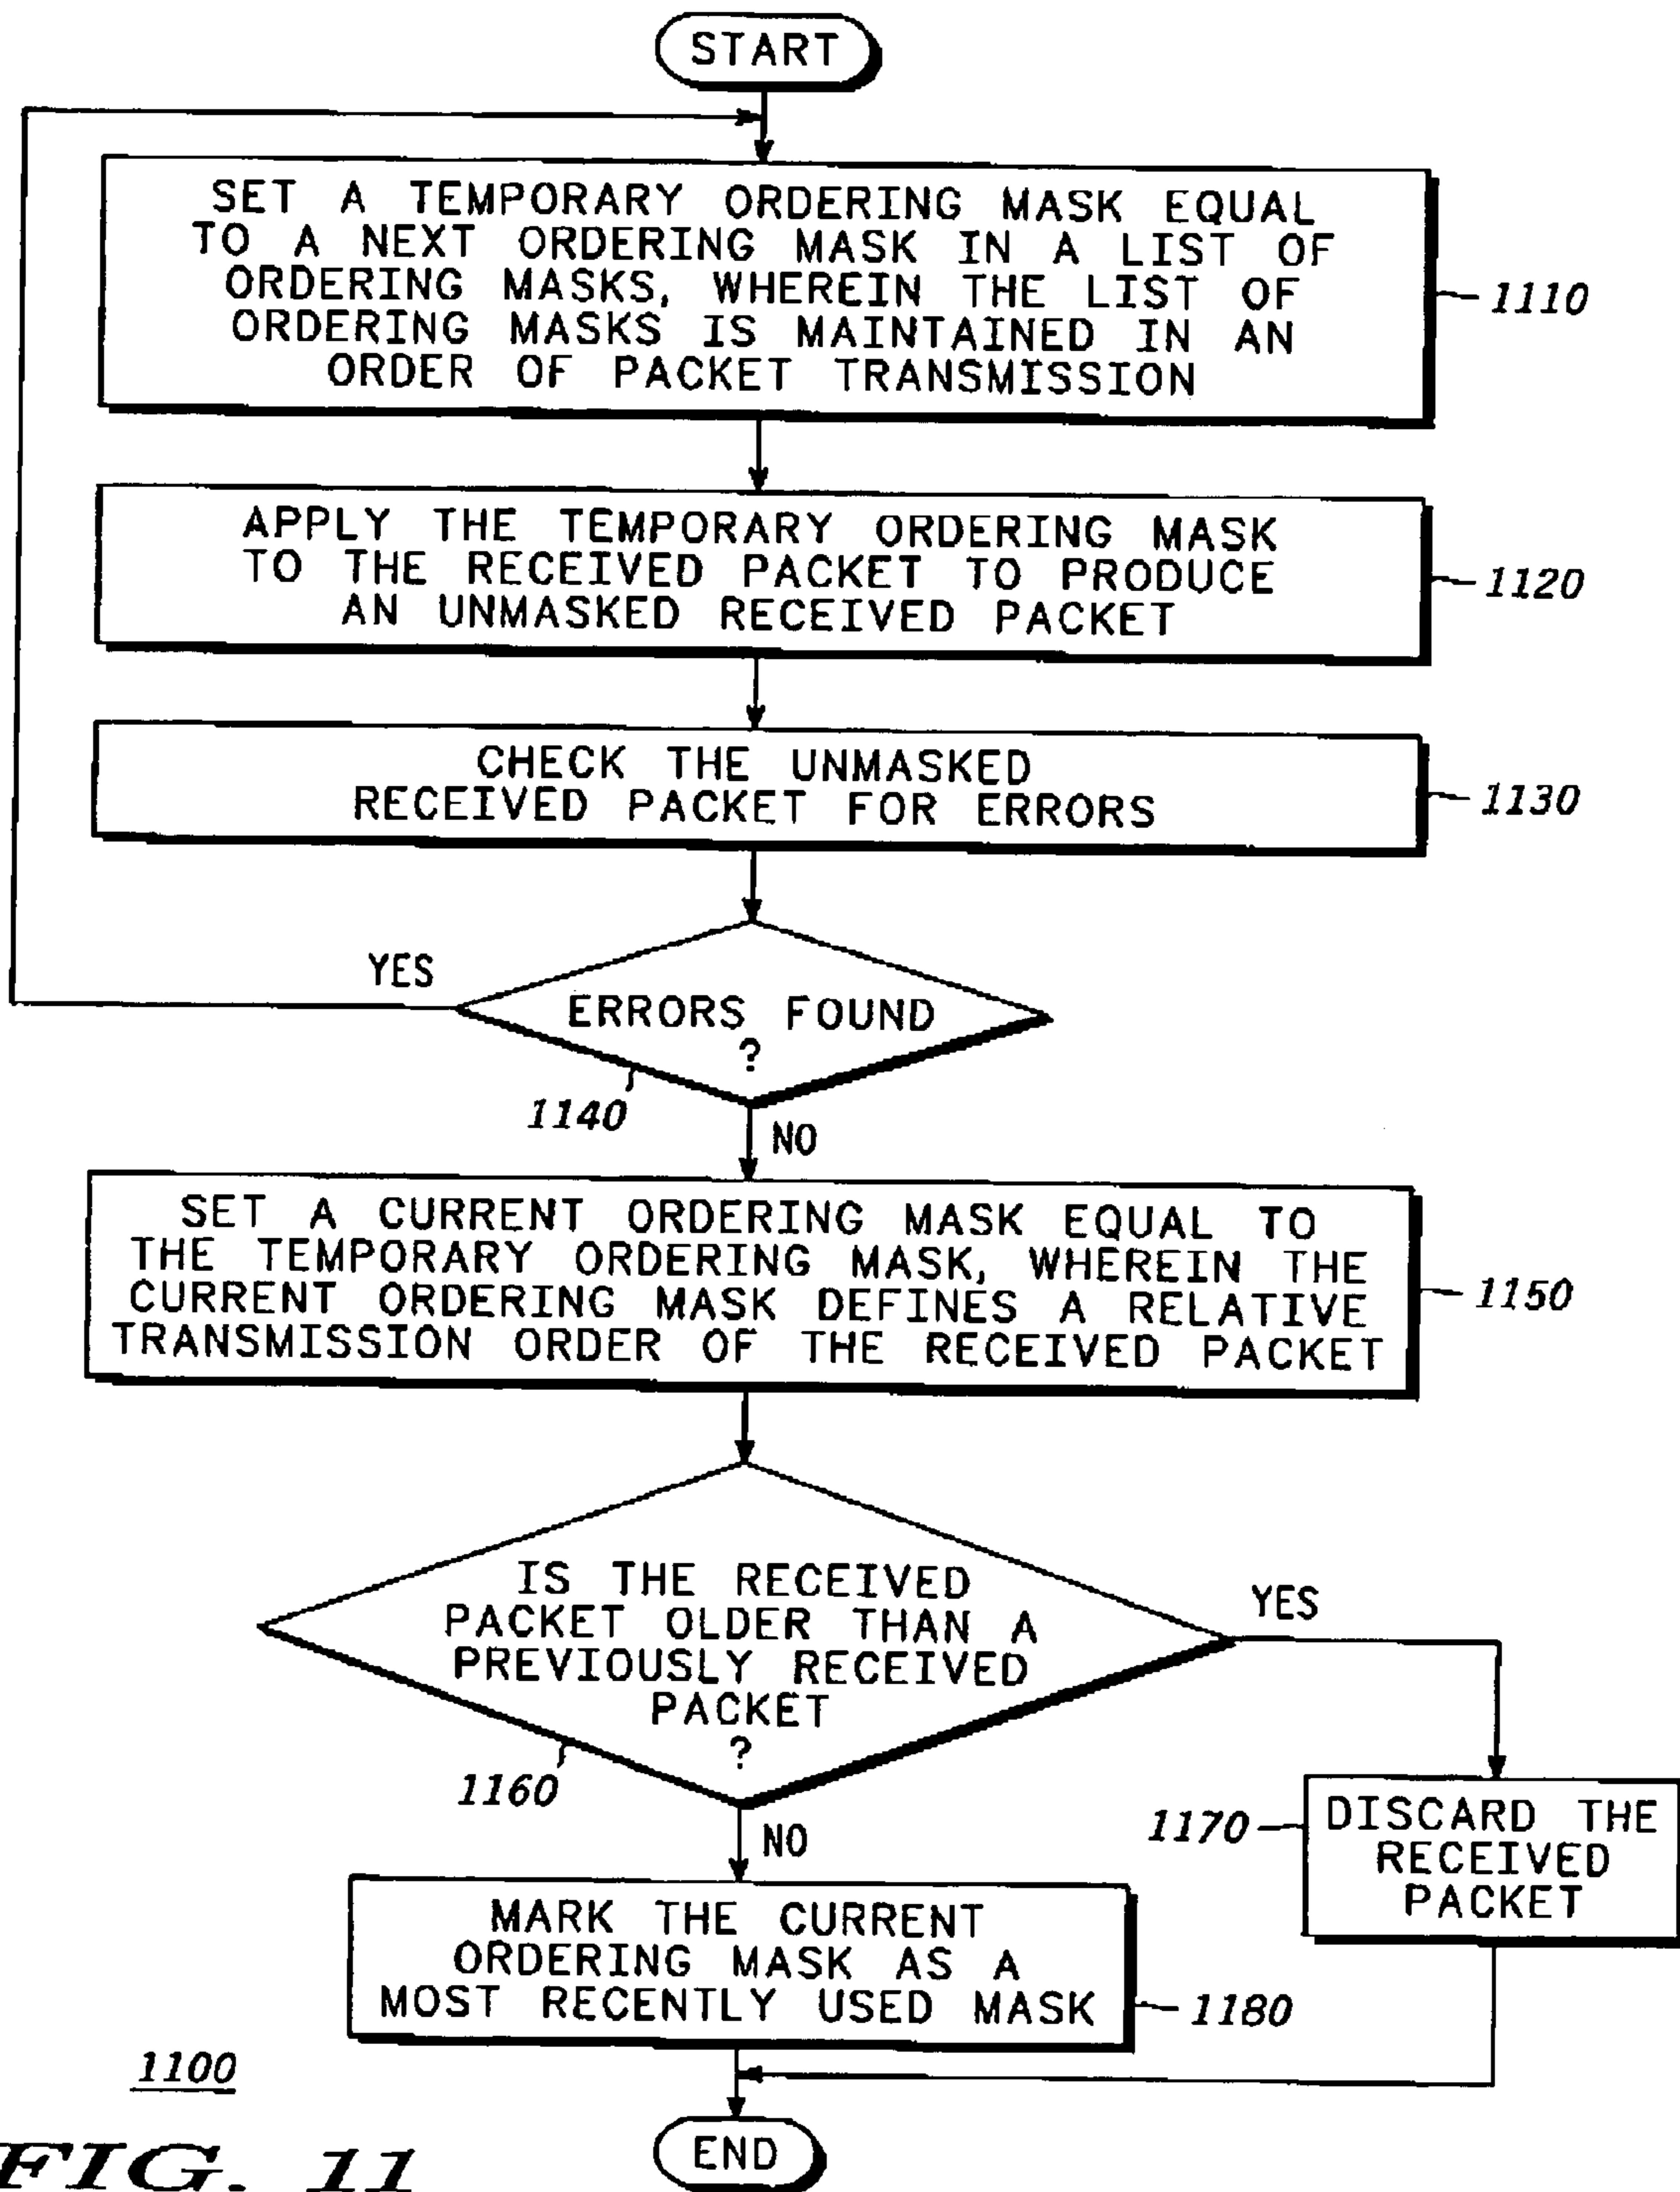 START
SET A TEMPORARY ORDERING MASK EQUAL
TO A NEXT ORDERING MASK IN A LIST OF
ORDERING MASKS, WHEREIN THE LIST OF
ORDERING MASKS IS MAINTAINED IN AN
ORDER OF PACKET TRANSMISSION
1110
APPLY THE TEMPORARY ORDERING MASK
TO THE RECEIVED PACKET TO PRODUCE
AN UNMASKED RECEIVED PACKET
1120
CHECK THE UNMASKED
RECEIVED PACKET FOR ERRORS
1130
YES
ERRORS FOUND
?
1140
NO
SET A CURRENT ORDERING MASK EQUAL TO
THE TEMPORARY ORDERING MASK, WHEREIN THE
CURRENT ORDERING MASK DEFINES A RELATIVE
TRANSMISSION ORDER OF THE RECEIVED PACKET
1150
IS THE RECEIVED
PACKET OLDER THAN A
PREVIOUSLY RECEIVED
PACKET
?
YES
1160
NO
1170
DISCARD THE
RECEIVED
PACKET
MARK THE CURRENT
ORDERING MASK AS A
MOST RECENTLY USED MASK
1180
1100
END
FIG. 11